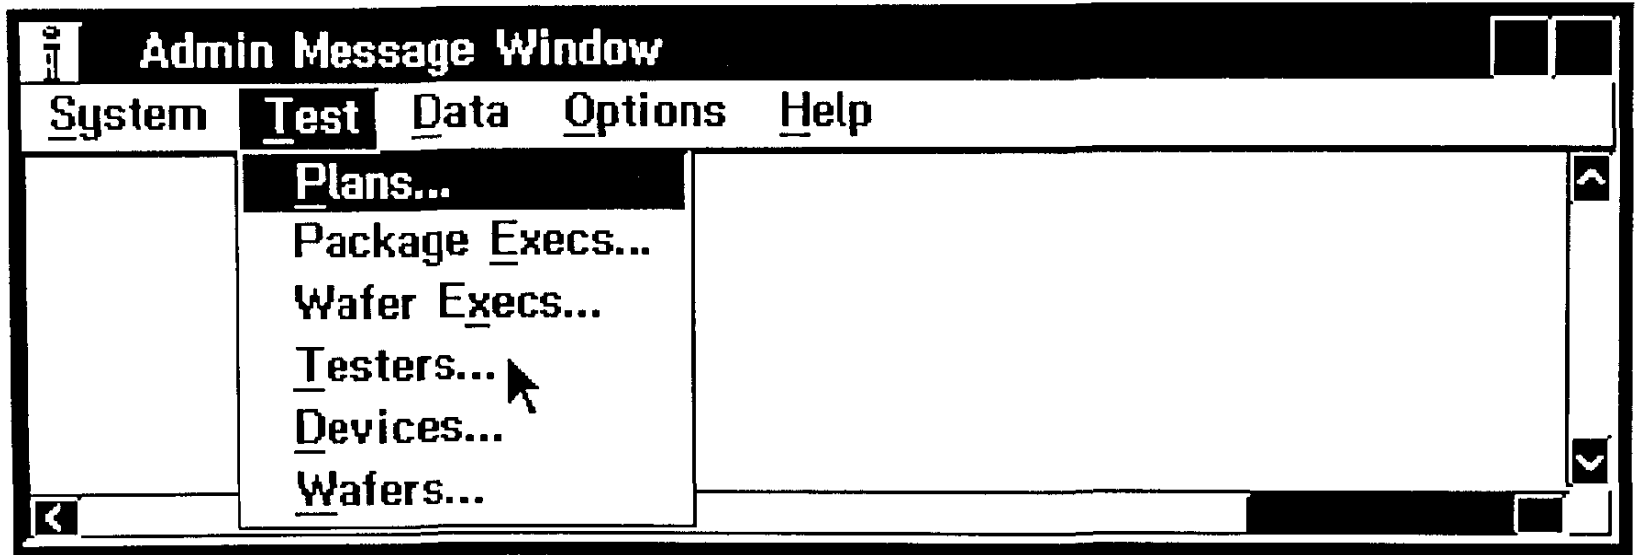 Admin Message Window
System Test Data Options Help
Plans...
Package Execs...
Wafer Execs...
Testers...
Devices...
Wafers...